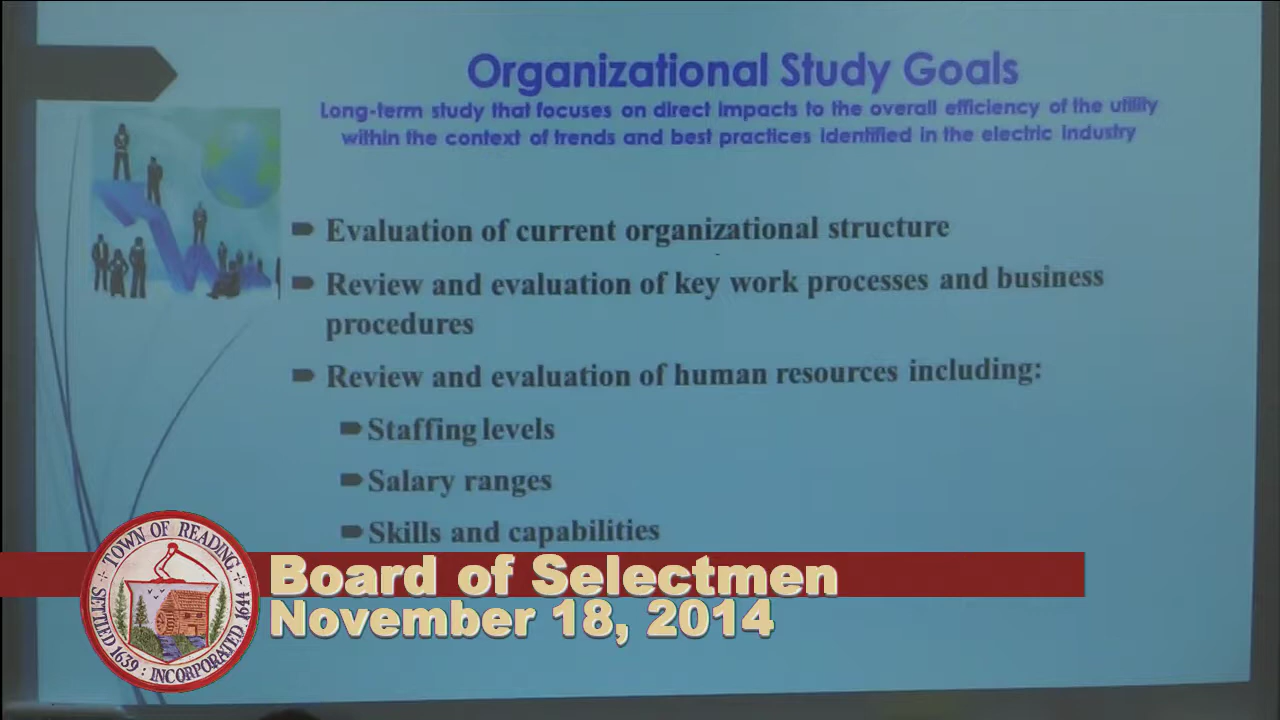 Organizational Study Goals
Long-term study that focuses on direct impacts to the overall efficiency of the utility
within the context of trends and best practices identified in the electric industry
Evaluation of current organizational structure
Review and evaluation of key work processes and business
procedures
Review and evaluation of human resources including:
Staffing levels
Salary ranges
Skills and capabilities
Board of Selectmen
November 18, 2014
TOWN OF READING
SETTLED 1639 : INCORPORATED 1644